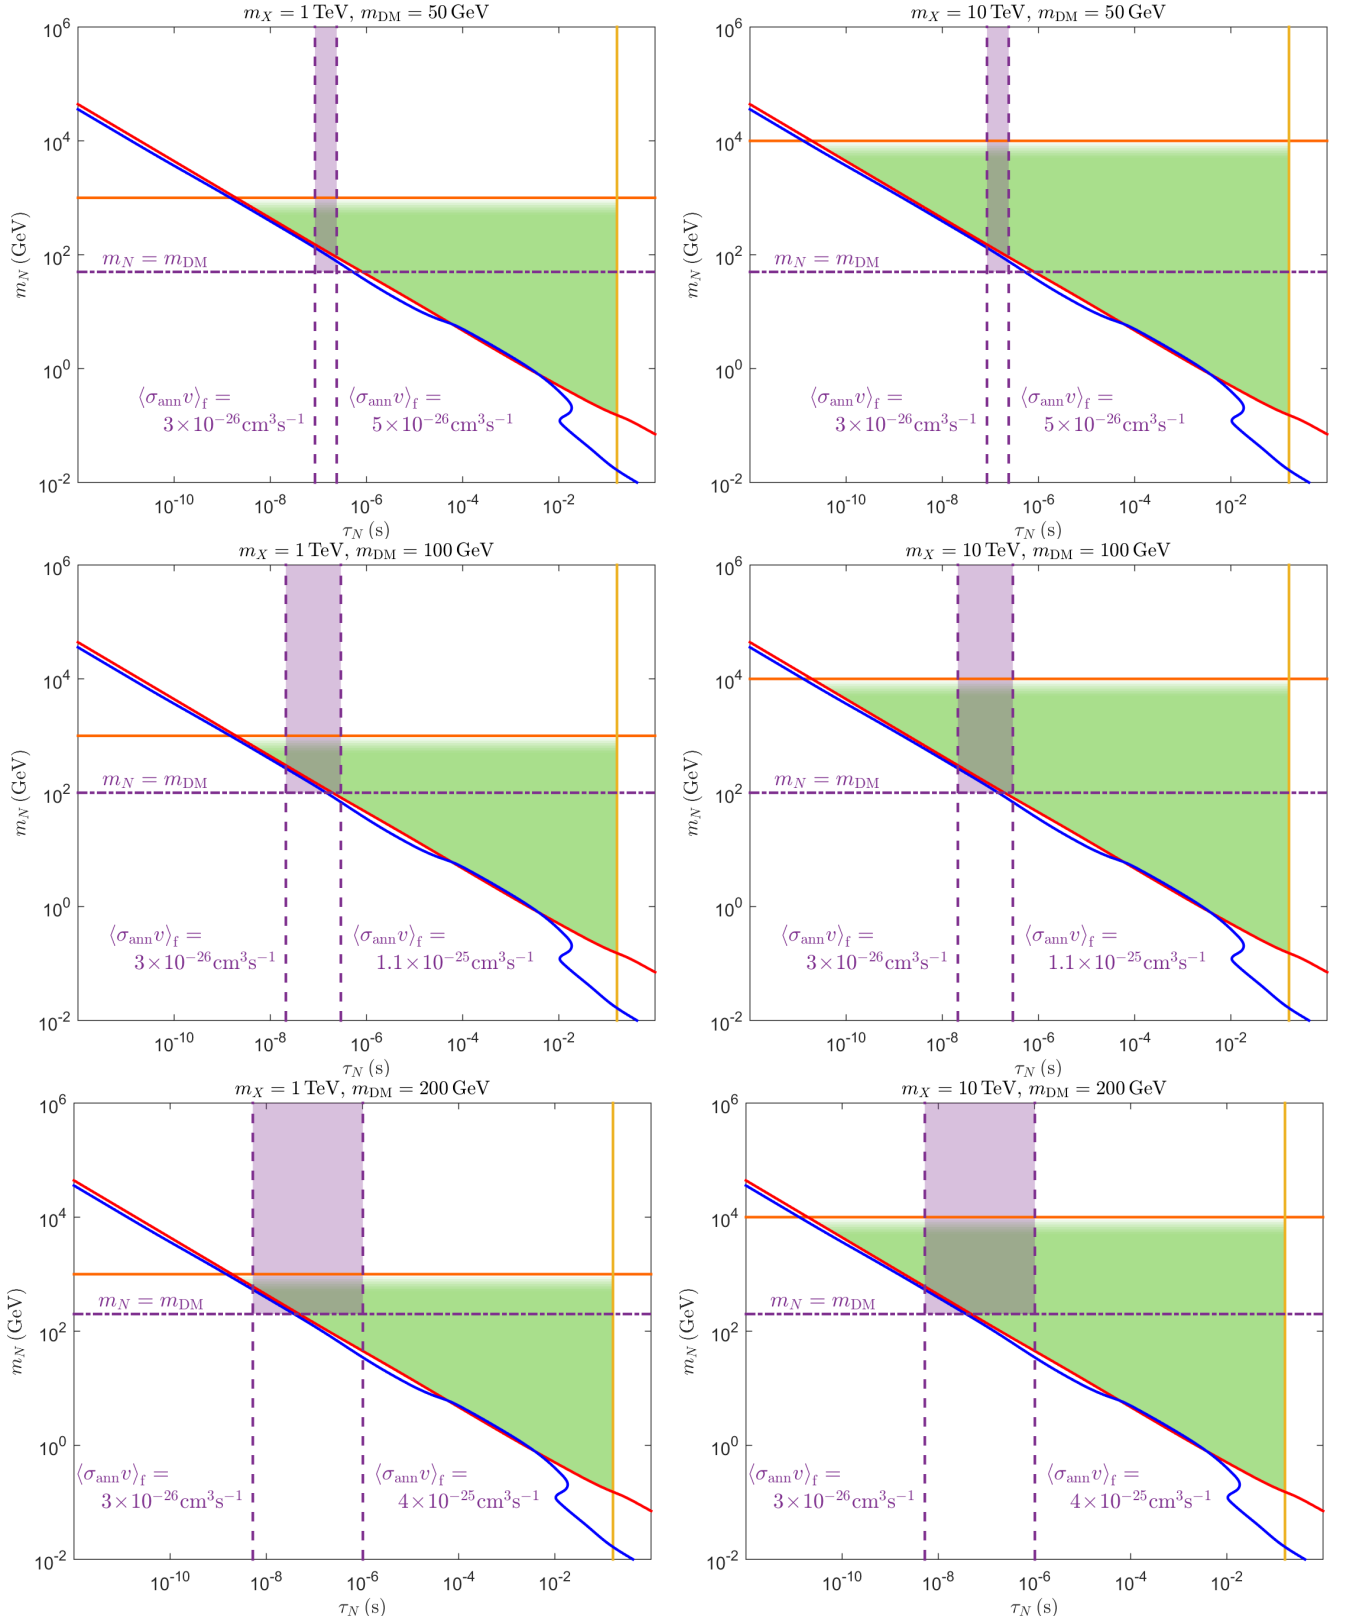 m_X = 1 TeV, m_DM = 50 GeV
10^6
10^4
10^2
10^0
10^-2
m_N (GeV)
m_N = m_DM
⟨σ_ann v⟩_f =
3×10^−26 cm^3 s^−1
⟨σ_ann v⟩_f =
5×10^−26 cm^3 s^−1
10^-10 10^-8 10^-6 10^-4 10^-2
τ_N (s)
m_X = 10 TeV, m_DM = 50 GeV
10^6
10^4
10^2
10^0
10^-2
m_N (GeV)
m_N = m_DM
⟨σ_ann v⟩_f =
3×10^−26 cm^3 s^−1
⟨σ_ann v⟩_f =
5×10^−26 cm^3 s^−1
10^-10 10^-8 10^-6 10^-4 10^-2
τ_N (s)
m_X = 1 TeV, m_DM = 100 GeV
10^6
10^4
10^2
10^0
10^-2
m_N (GeV)
m_N = m_DM
⟨σ_ann v⟩_f =
3×10^−26 cm^3 s^−1
⟨σ_ann v⟩_f =
1.1×10^−25 cm^3 s^−1
10^-10 10^-8 10^-6 10^-4 10^-2
τ_N (s)
m_X = 10 TeV, m_DM = 100 GeV
10^6
10^4
10^2
10^0
10^-2
m_N (GeV)
m_N = m_DM
⟨σ_ann v⟩_f =
3×10^−26 cm^3 s^−1
⟨σ_ann v⟩_f =
1.1×10^−25 cm^3 s^−1
10^-10 10^-8 10^-6 10^-4 10^-2
τ_N (s)
m_X = 1 TeV, m_DM = 200 GeV
10^6
10^4
10^2
10^0
10^-2
m_N (GeV)
m_N = m_DM
⟨σ_ann v⟩_f =
3×10^−26 cm^3 s^−1
⟨σ_ann v⟩_f =
4×10^−25 cm^3 s^−1
10^-10 10^-8 10^-6 10^-4 10^-2
τ_N (s)
m_X = 10 TeV, m_DM = 200 GeV
10^6
10^4
10^2
10^0
10^-2
m_N (GeV)
m_N = m_DM
⟨σ_ann v⟩_f =
3×10^−26 cm^3 s^−1
⟨σ_ann v⟩_f =
4×10^−25 cm^3 s^−1
10^-10 10^-8 10^-6 10^-4 10^-2
τ_N (s)